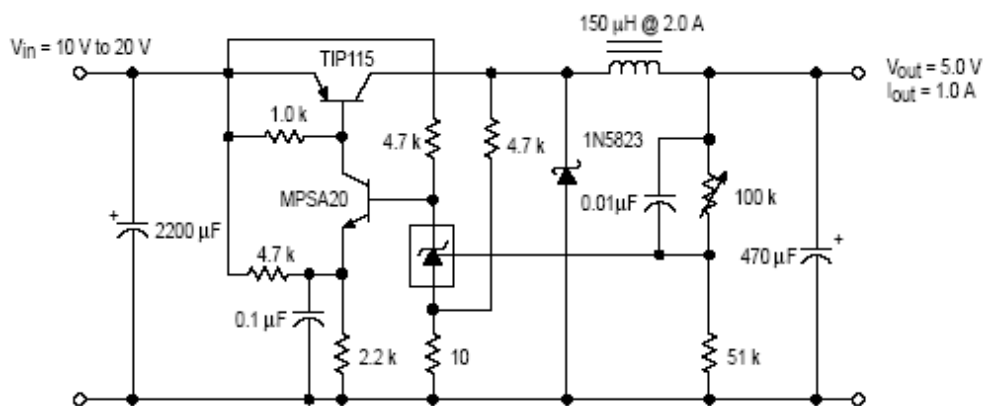 150 μH @ 2.0 A
Vin = 10 V to 20 V
TIP115
Vout = 5.0 V
Iout = 1.0 A
1.0 k
4.7 k
4.7 k
1N5823
MPSA20
0.01μF
100 k
2200 μF
4.7 k
470 μF
0.1 μF
2.2 k
10
51 k
+
+